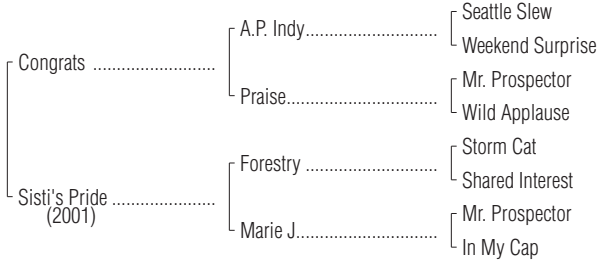 Seattle Slew
A.P. Indy..............................
Weekend Surprise
Congrats ..........................
Mr. Prospector
Praise..................................
Wild Applause
Storm Cat
Forestry ..............................
Shared Interest
Sisti's Pride ......................
(2001)
Mr. Prospector
Marie J................................
In My Cap